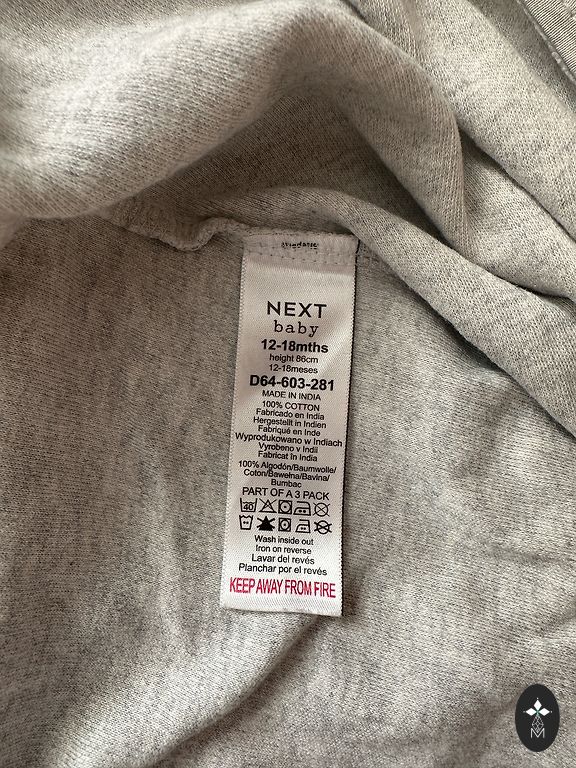 NEXT
baby
12-18mths
height 86cm
12-18meses
D64-603-281
MADE IN INDIA
100% COTTON
Fabricado en India
Hergestellt in Indien
Fabriqué en Inde
Wyprodukowano w Indiach
Vyrobeno v Indii
Fabricat în India
100% Algodón/Baumwolle/
Coton/Bawełna/Bavlna/
Bumbac
PART OF A 3 PACK
40
Wash inside out
Iron on reverse
Lavar del revés
Planchar por el revés
KEEP AWAY FROM FIRE
M